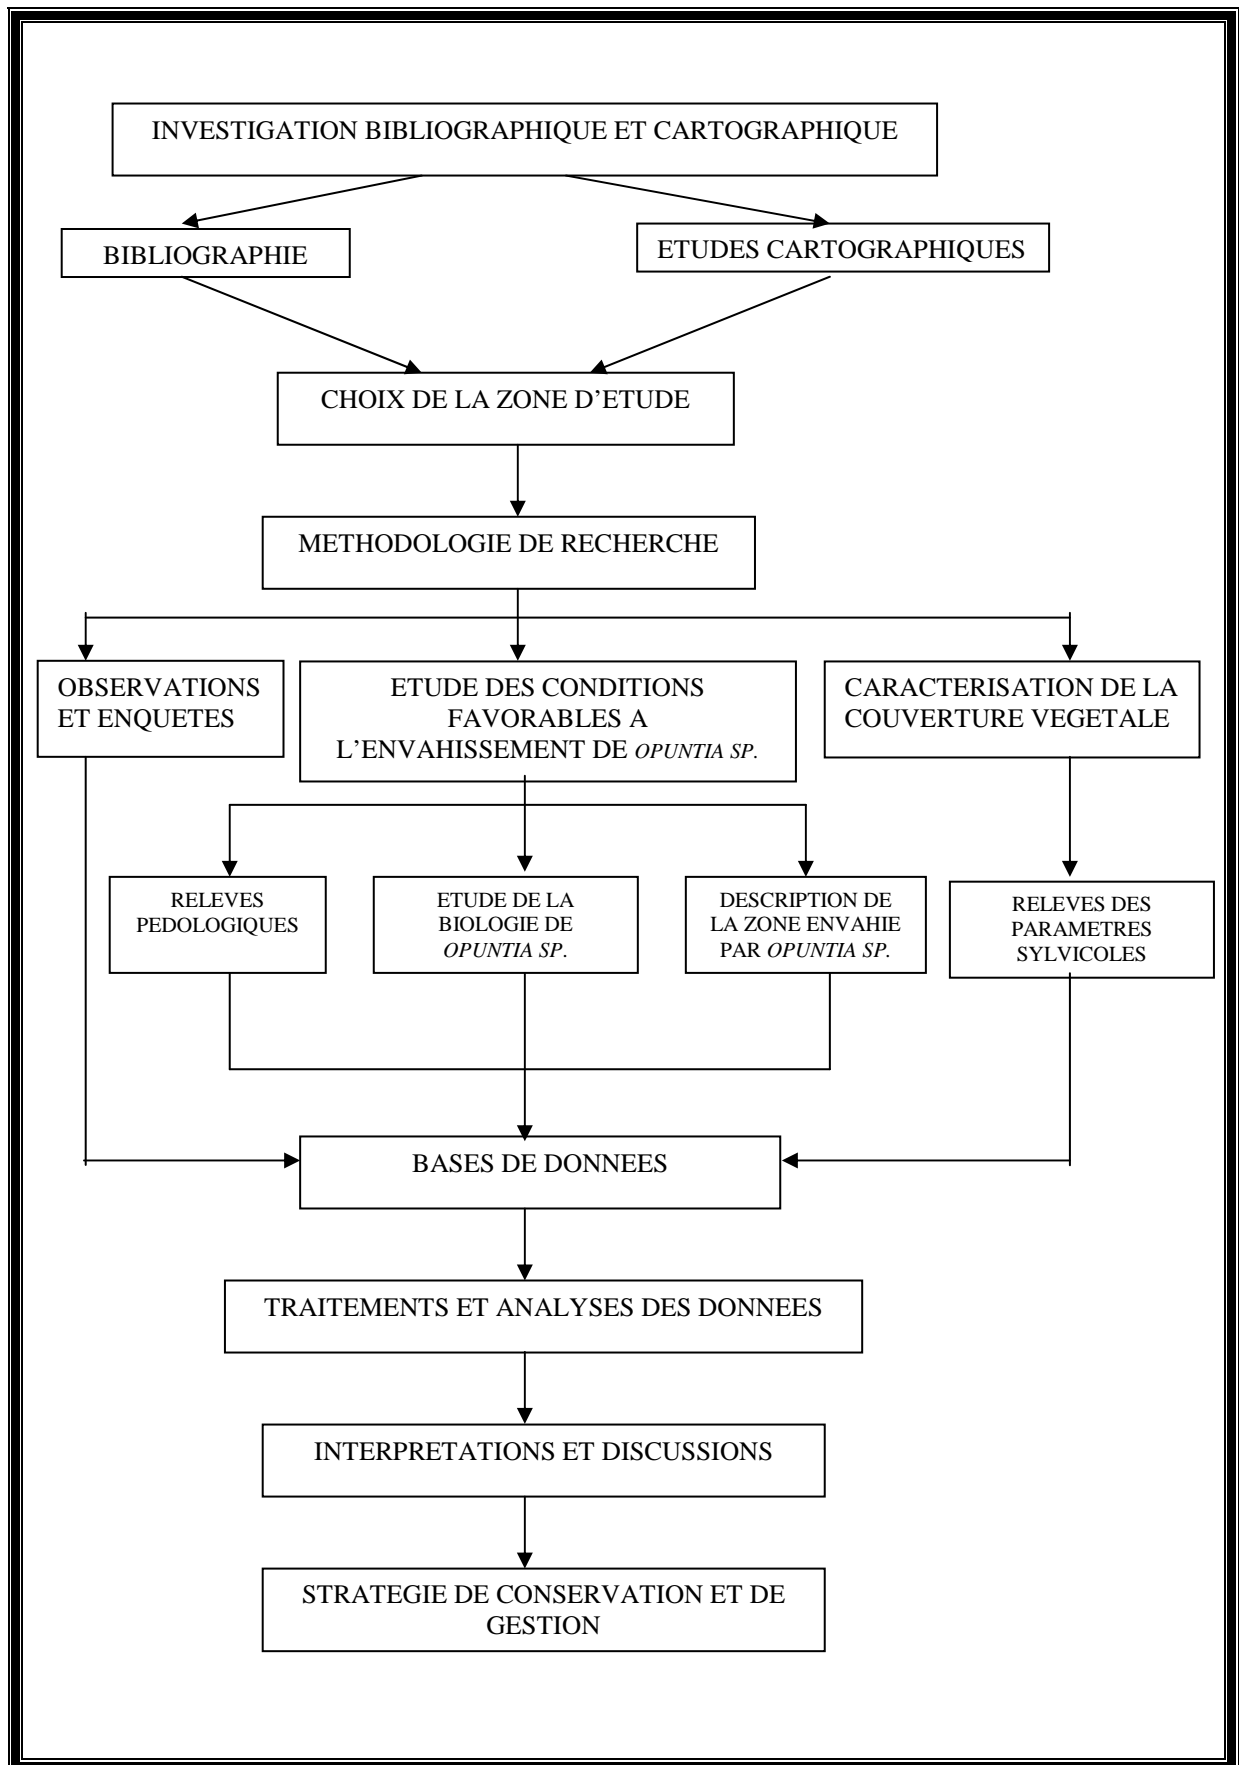 INVESTIGATION BIBLIOGRAPHIQUE ET CARTOGRAPHIQUE
BIBLIOGRAPHIE
ETUDES CARTOGRAPHIQUES
CHOIX DE LA ZONE D'ETUDE
METHODOLOGIE DE RECHERCHE
OBSERVATIONS
ET ENQUETES
ETUDE DES CONDITIONS
FAVORABLES A
L'ENVAHISSEMENT DE OPUNTIA SP.
CARACTERISATION DE LA
COUVERTURE VEGETALE
RELEVES
PEDOLOGIQUES
ETUDE DE LA
BIOLOGIE DE
OPUNTIA SP.
DESCRIPTION DE
LA ZONE ENVAHIE
PAR OPUNTIA SP.
RELEVES DES
PARAMETRES
SYLVICOLES
BASES DE DONNEES
TRAITEMENTS ET ANALYSES DES DONNEES
INTERPRETATIONS ET DISCUSSIONS
STRATEGIE DE CONSERVATION ET DE
GESTION